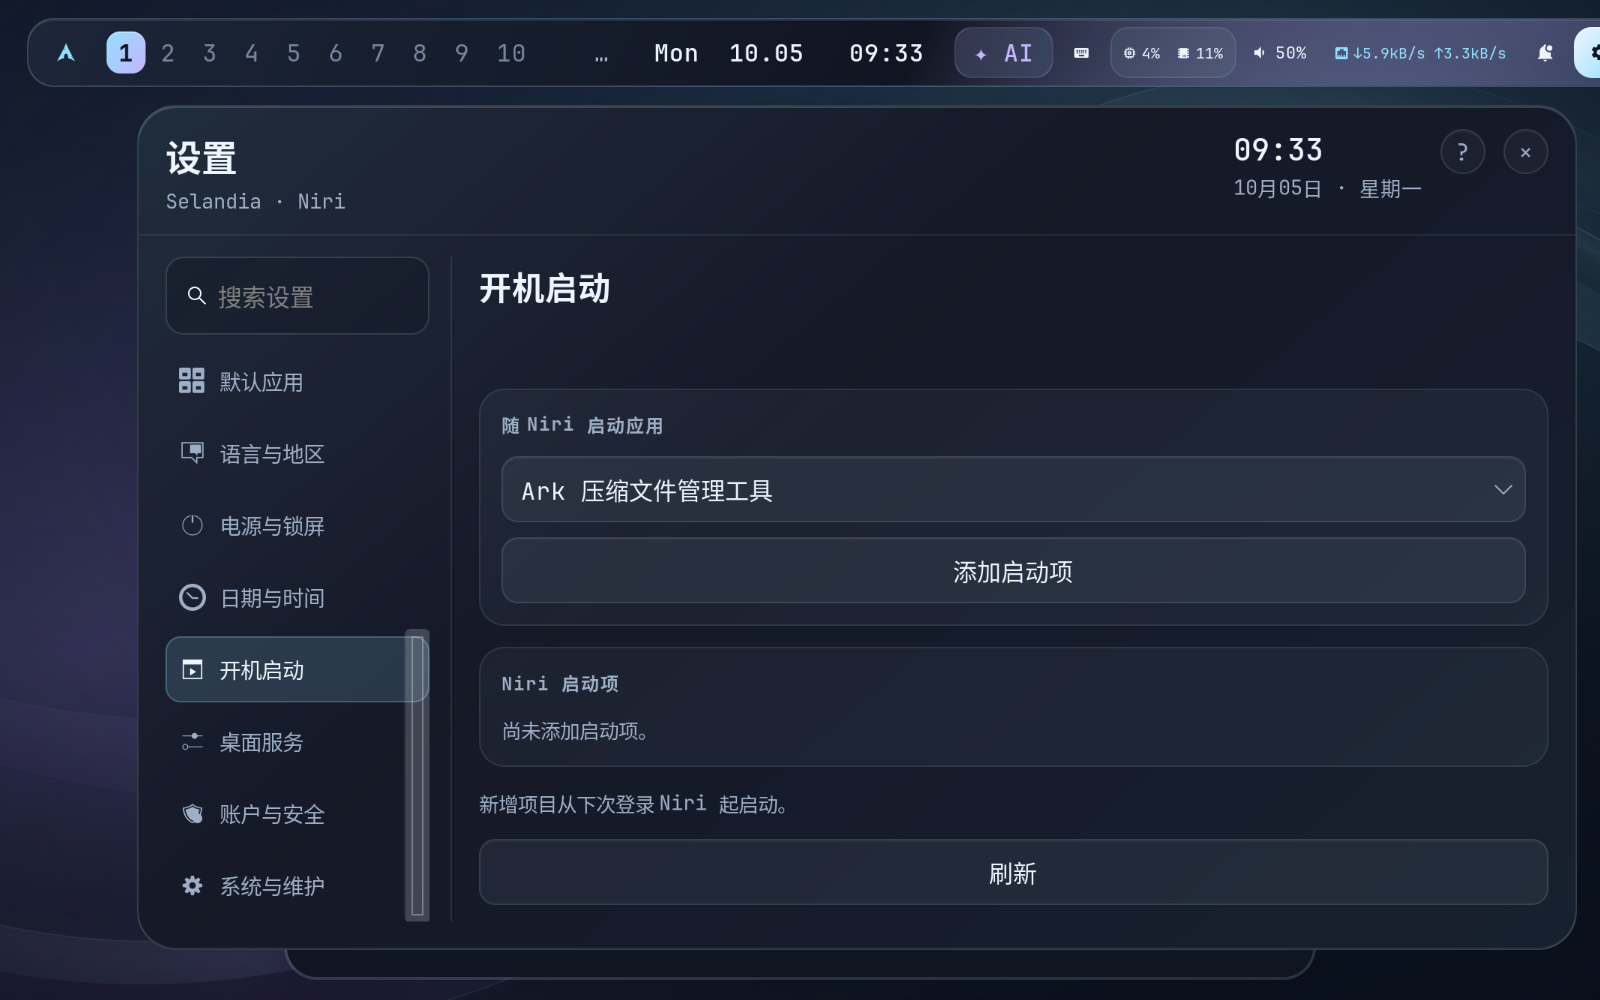 1 2 3 4 5 6 7 8 9 10 … Mon 10.05 09:33 ✦ AI 4% 11% 50% ↓5.9kB/s ↑3.3kB/s
设置
Selandia · Niri
09:33
10月05日 · 星期一
?
×
搜索设置
默认应用
语言与地区
电源与锁屏
日期与时间
开机启动
桌面服务
账户与安全
系统与维护
开机启动
随 Niri 启动应用
Ark 压缩文件管理工具
添加启动项
Niri 启动项
尚未添加启动项。
新增项目从下次登录 Niri 起启动。
刷新